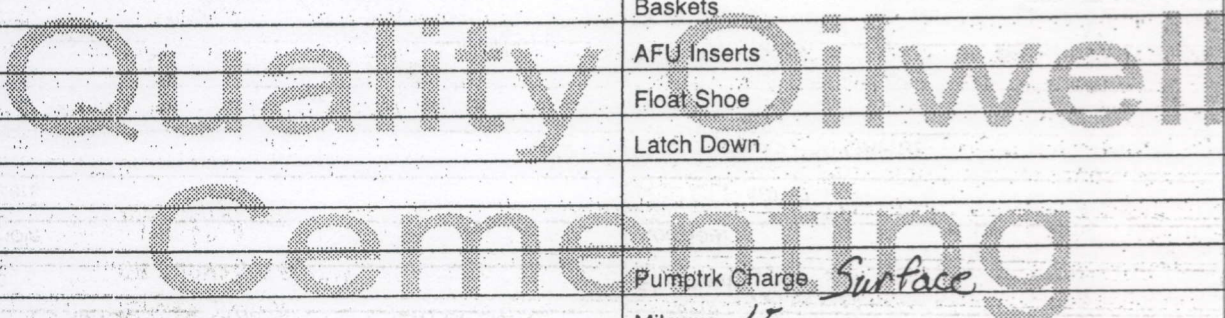 Baskets
Quality Oilwell
AFU Inserts
Float Shoe
Latch Down
Cementing
Pumptrk Charge Surface